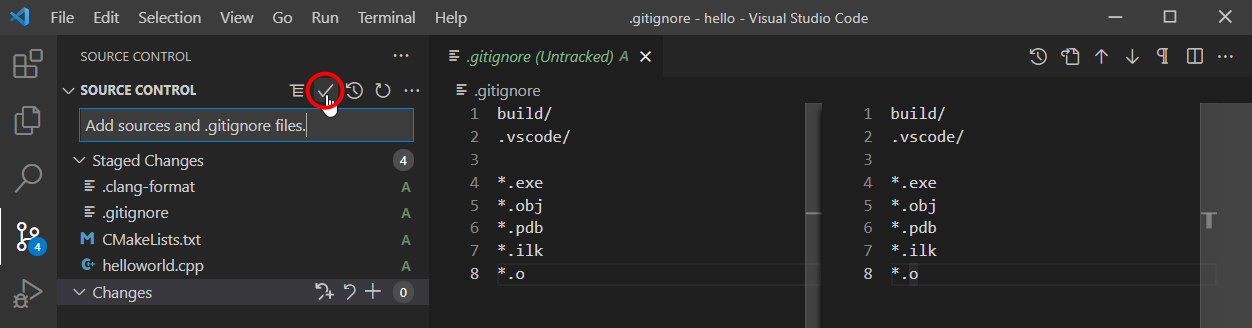 File Edit Selection View Go Run Terminal Help .gitignore - hello - Visual Studio Code
SOURCE CONTROL
SOURCE CONTROL
Add sources and .gitignore files.
Staged Changes 4
.clang-format A
.gitignore A
CMakeLists.txt A
helloworld.cpp A
Changes 0
4
.gitignore (Untracked) A
.gitignore
1 build/
2 .vscode/
3
4 *.exe
5 *.obj
6 *.pdb
7 *.ilk
8 *.o
1 build/
2 .vscode/
3
4 *.exe
5 *.obj
6 *.pdb
7 *.ilk
8 *.o